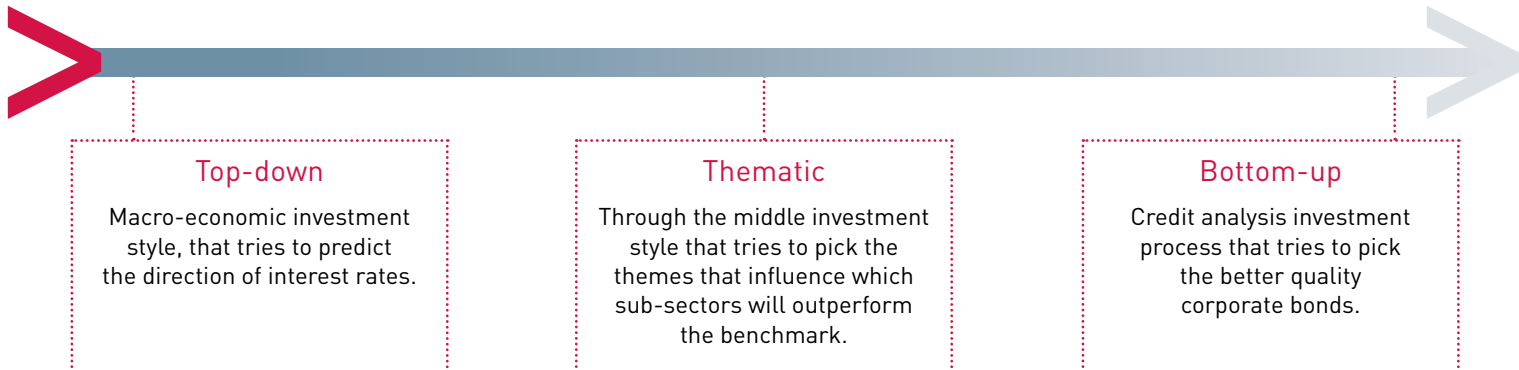 Top-down
Macro-economic investment
style, that tries to predict
the direction of interest rates.
Thematic
Through the middle investment
style that tries to pick the
themes that influence which
sub-sectors will outperform
the benchmark.
Bottom-up
Credit analysis investment
process that tries to pick
the better quality
corporate bonds.